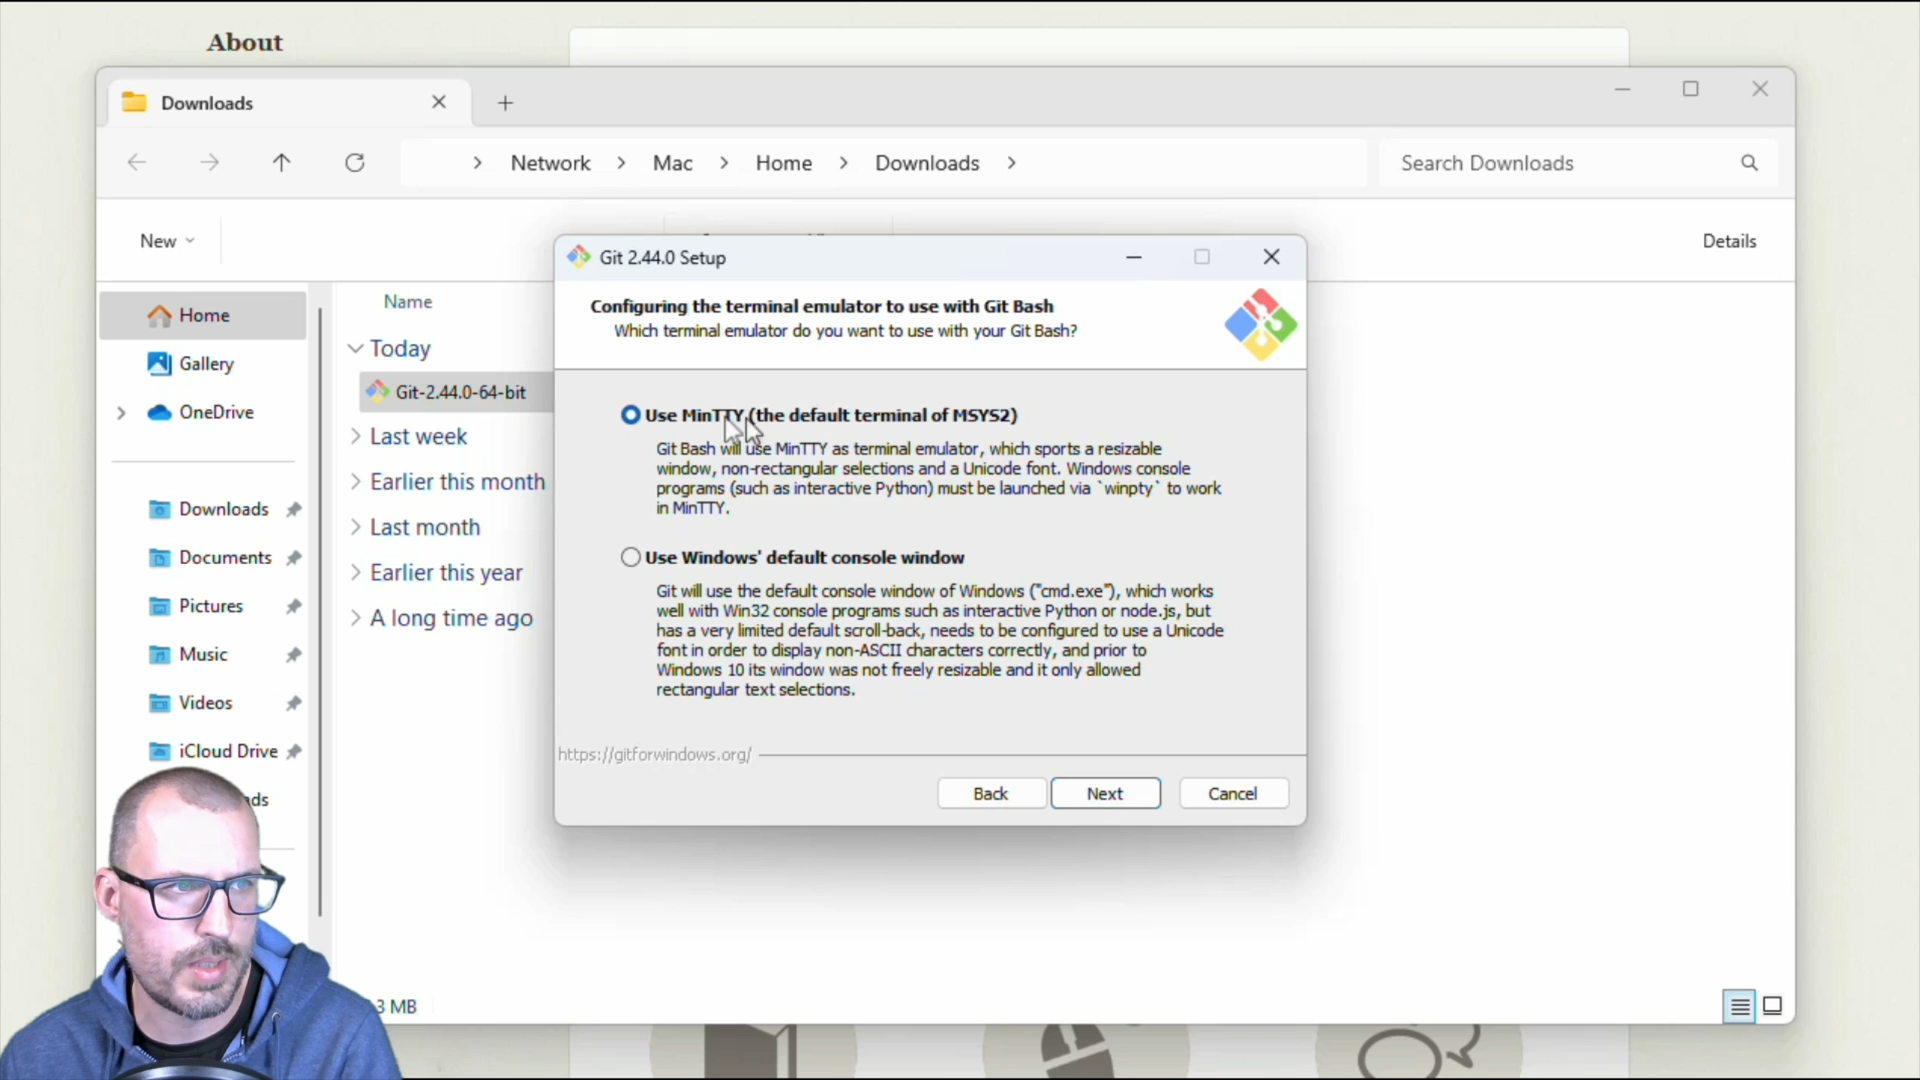 About
Downloads
Network
Mac
Home
Downloads
Search Downloads
New
Details
Home
Gallery
OneDrive
Downloads
Documents
Pictures
Music
Videos
iCloud Drive
ds
Name
Today
Git-2.44.0-64-bit
Last week
Earlier this month
Last month
Earlier this year
A long time ago
3 MB
Git 2.44.0 Setup
Configuring the terminal emulator to use with Git Bash
Which terminal emulator do you want to use with your Git Bash?
Use MinTTY (the default terminal of MSYS2)
Git Bash will use MinTTY as terminal emulator, which sports a resizable
window, non-rectangular selections and a Unicode font. Windows console
programs (such as interactive Python) must be launched via `winpty` to work
in MinTTY.
Use Windows' default console window
Git will use the default console window of Windows ("cmd.exe"), which works
well with Win32 console programs such as interactive Python or node.js, but
has a very limited default scroll-back, needs to be configured to use a Unicode
font in order to display non-ASCII characters correctly, and prior to
Windows 10 its window was not freely resizable and it only allowed
rectangular text selections.
https://gitforwindows.org/
Back
Next
Cancel